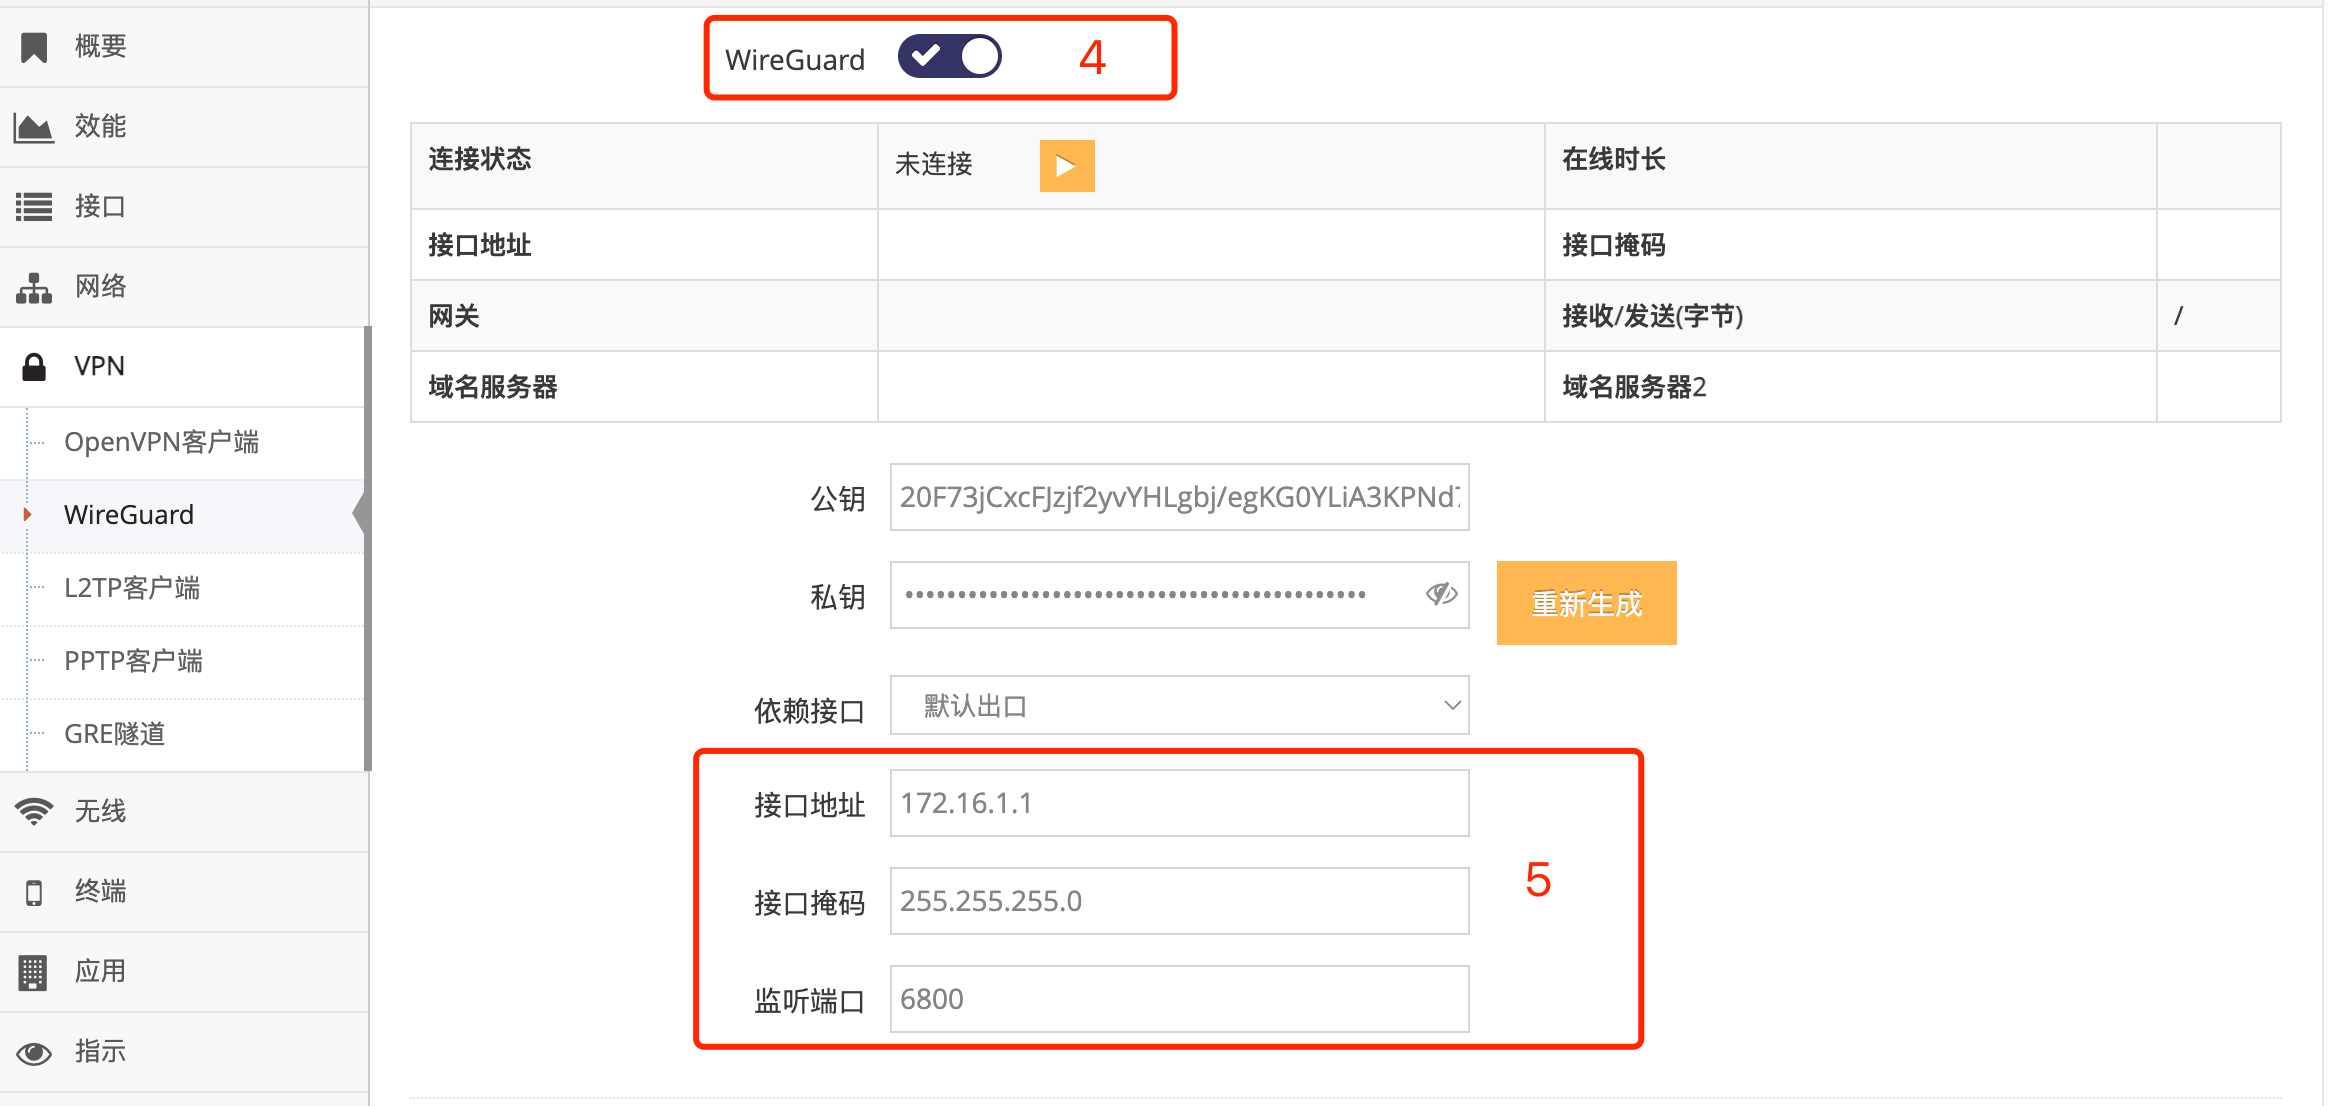 概要
效能
接口
网络
VPN
OpenVPN客户端
WireGuard
L2TP客户端
PPTP客户端
GRE隧道
无线
终端
应用
指示
WireGuard 4
连接状态 未连接 在线时长
接口地址 接口掩码
网关 接收/发送(字节) /
域名服务器 域名服务器2
公钥 20F73jCxcFJzjf2yvYHLgbj/egKG0YLiA3KPNd
私钥 重新生成
依赖接口 默认出口
接口地址 172.16.1.1
接口掩码 255.255.255.0
监听端口 6800
5